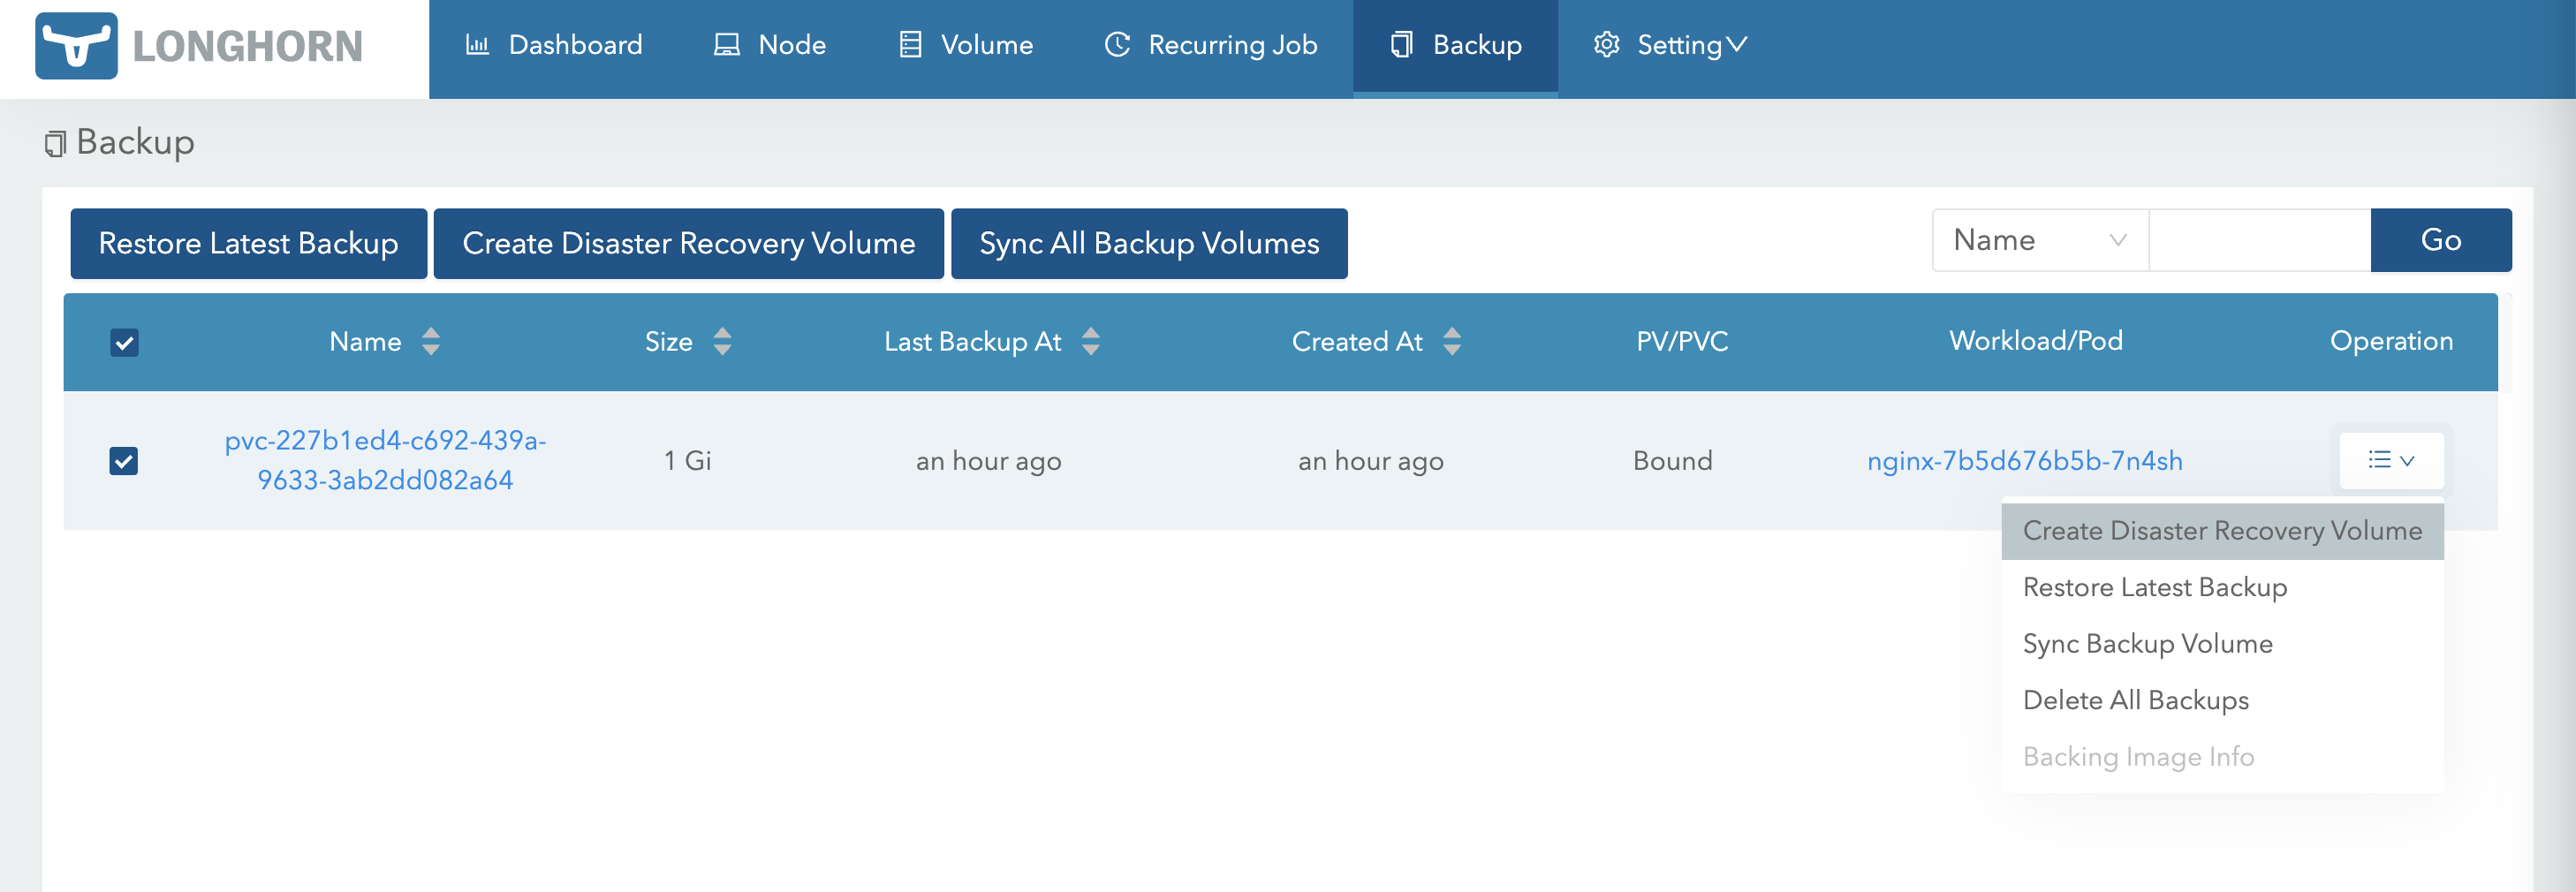 LONGHORN
Dashboard
Node
Volume
Recurring Job
Backup
Setting
Backup
Restore Latest Backup
Create Disaster Recovery Volume
Sync All Backup Volumes
Name
Go
Name
Size
Last Backup At
Created At
PV/PVC
Workload/Pod
Operation
pvc-227b1ed4-c692-439a-
9633-3ab2dd082a64
1 Gi
an hour ago
an hour ago
Bound
nginx-7b5d676b5b-7n4sh
Create Disaster Recovery Volume
Restore Latest Backup
Sync Backup Volume
Delete All Backups
Backing Image Info